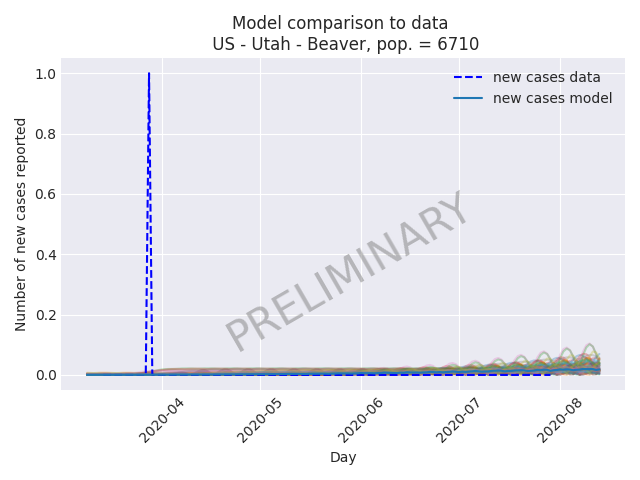 Model comparison to data
US - Utah - Beaver, pop. = 6710
new cases data
new cases model
1.0
0.8
0.6
0.4
0.2
0.0
Number of new cases reported
PRELIMINARY
2020-04
2020-05
2020-06
2020-07
2020-08
Day